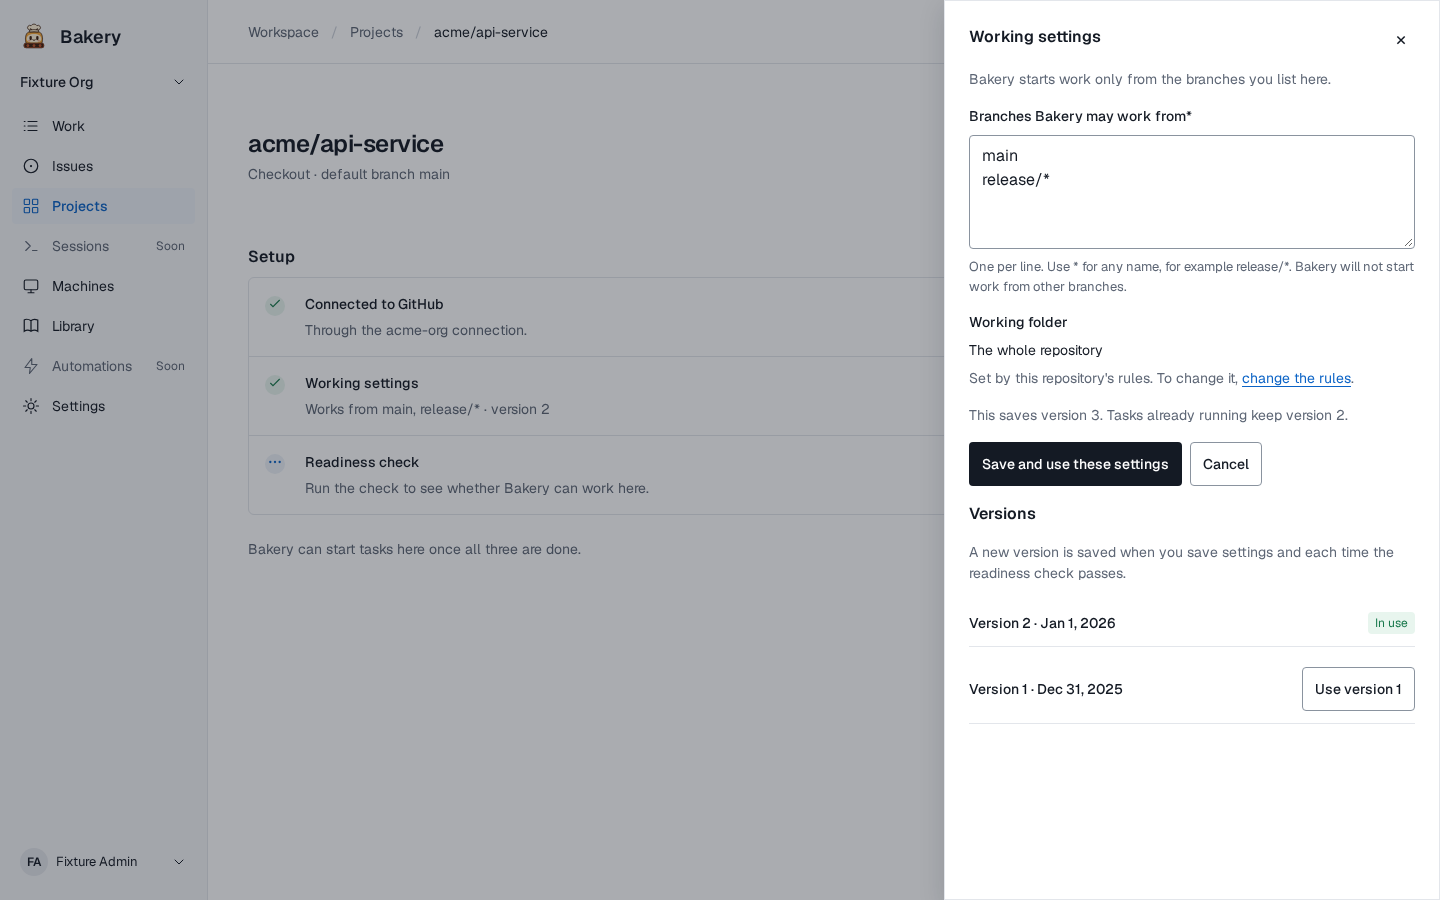 Bakery
Fixture Org
Work
Issues
Projects
Sessions Soon
Machines
Library
Automations Soon
Settings
FA Fixture Admin
Workspace / Projects / acme/api-service
acme/api-service
Checkout · default branch main
Setup
Connected to GitHub
Through the acme-org connection.
Working settings
Works from main, release/* · version 2
Readiness check
Run the check to see whether Bakery can work here.
Bakery can start tasks here once all three are done.
Working settings
Bakery starts work only from the branches you list here.
Branches Bakery may work from*
main
release/*
One per line. Use * for any name, for example release/*. Bakery will not start
work from other branches.
Working folder
The whole repository
Set by this repository's rules. To change it, change the rules.
This saves version 3. Tasks already running keep version 2.
Save and use these settings Cancel
Versions
A new version is saved when you save settings and each time the
readiness check passes.
Version 2 · Jan 1, 2026 In use
Version 1 · Dec 31, 2025 Use version 1